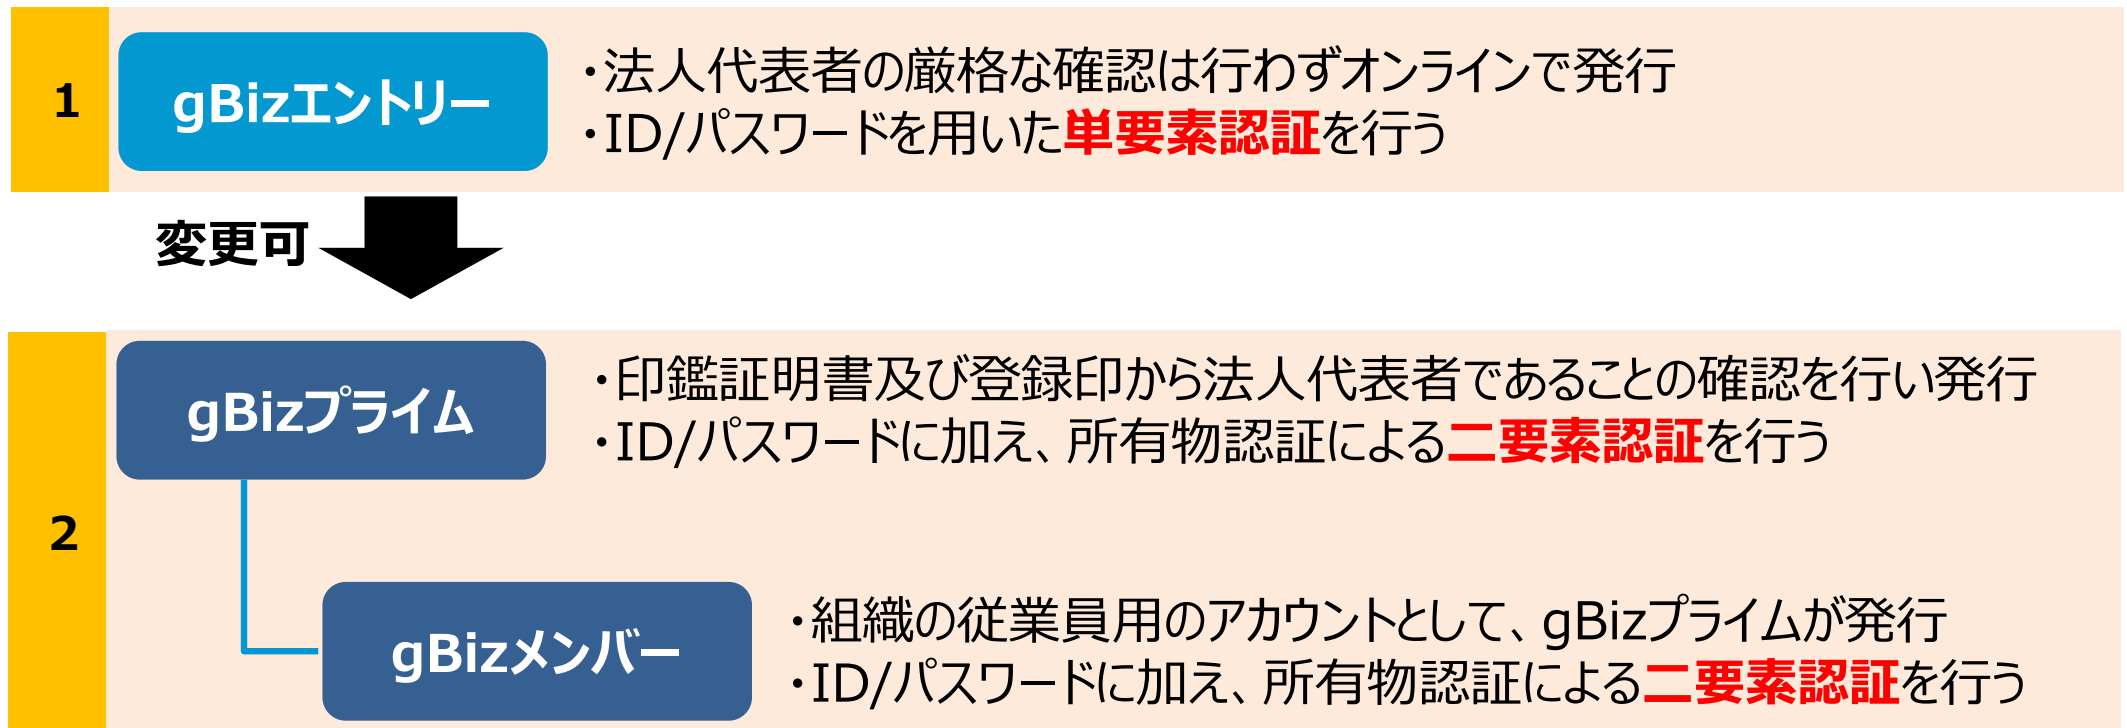 1
gBizエントリー
・法人代表者の厳格な確認は行わずオンラインで発行
・ID/パスワードを用いた単要素認証を行う
変更可
2
gBizプライム
・印鑑証明書及び登録印から法人代表者であることの確認を行い発行
・ID/パスワードに加え、所有物認証による二要素認証を行う
gBizメンバー
・組織の従業員用のアカウントとして、gBizプライムが発行
・ID/パスワードに加え、所有物認証による二要素認証を行う